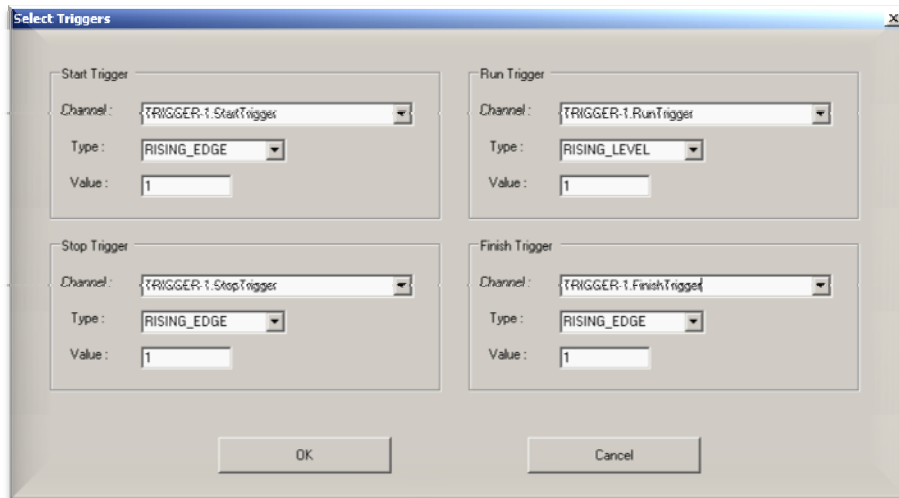 Select Triggers
Start Trigger
Channel :
TRIGGER-1.StartTrigger
Type :
RISING_EDGE
Value :
1
Run Trigger
Channel :
TRIGGER-1.RunTrigger
Type :
RISING_LEVEL
Value :
1
Stop Trigger
Channel :
TRIGGER-1.StopTrigger
Type :
RISING_EDGE
Value :
1
Finish Trigger
Channel :
TRIGGER-1.FinishTrigger
Type :
RISING_EDGE
Value :
1
OK
Cancel